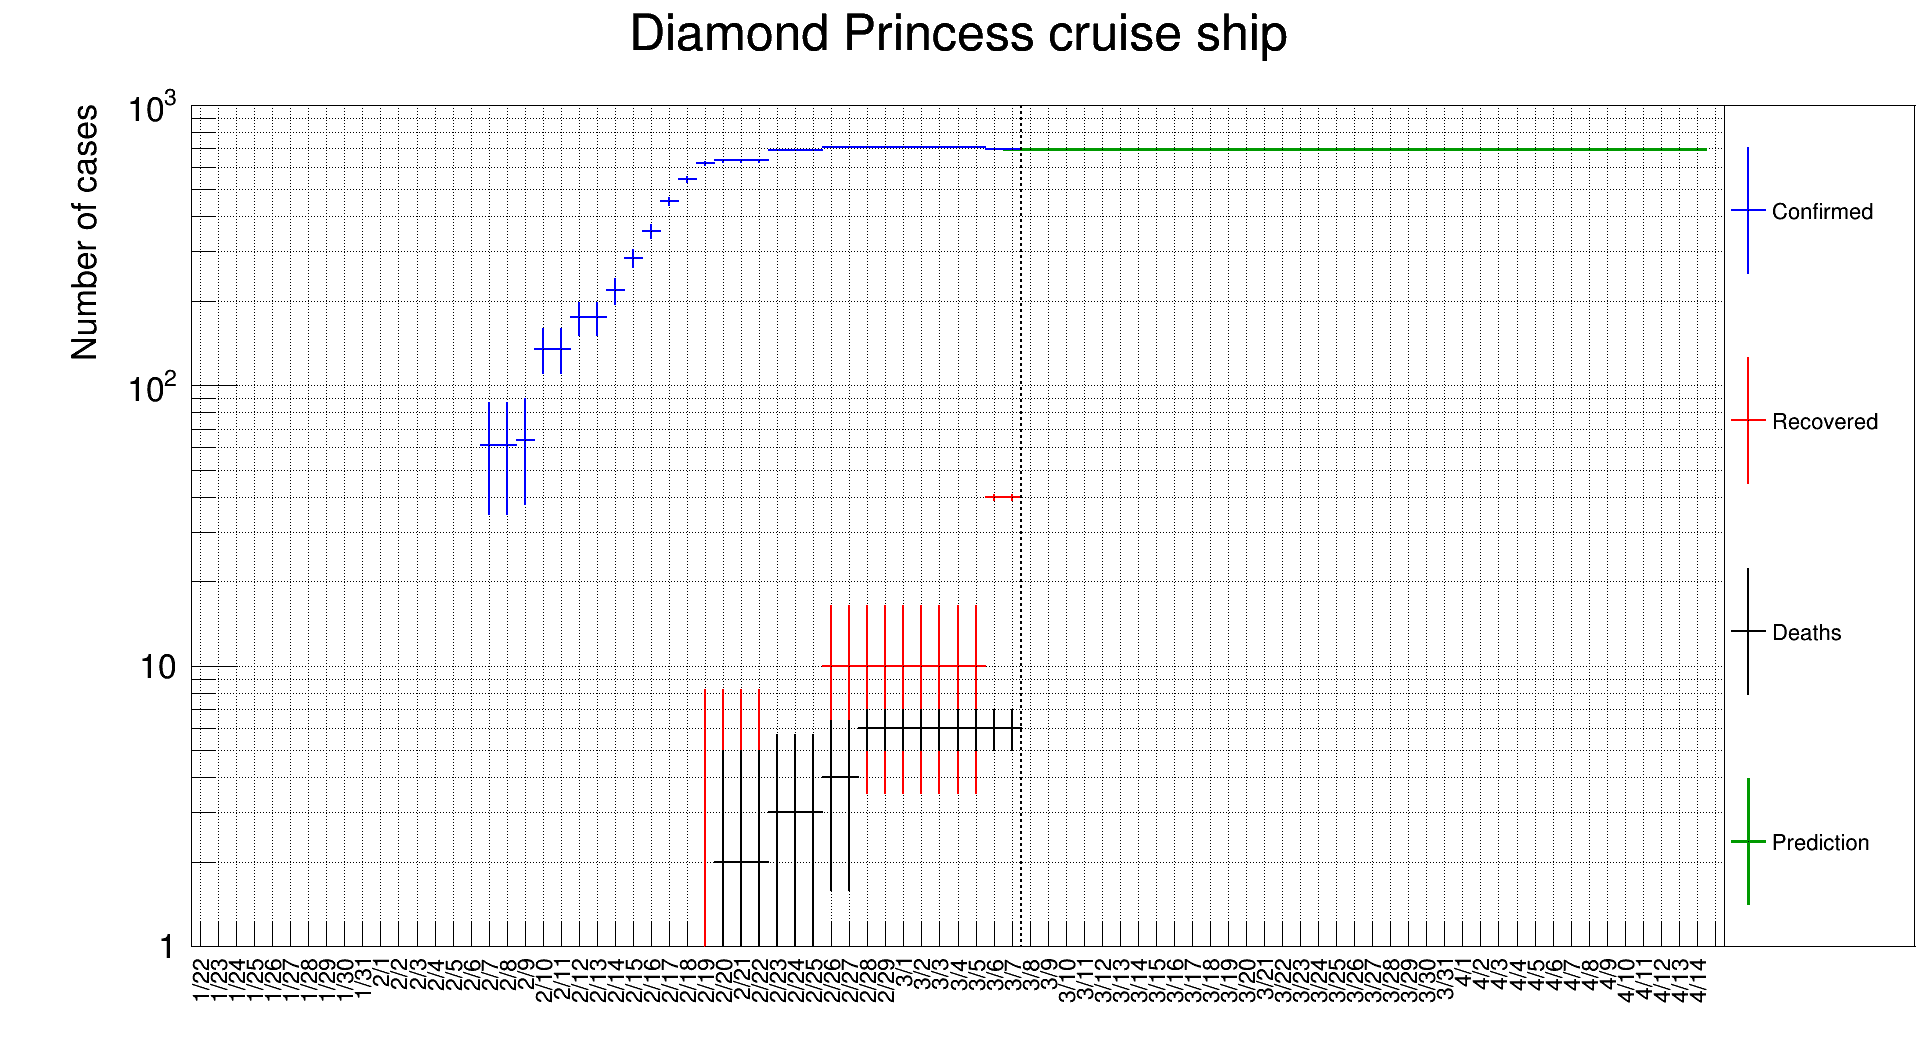 Diamond Princess cruise ship
Number of cases
10³
10²
10
1
1/22 1/23 1/24 1/25 1/26 1/27 1/28 1/29 1/30 1/31 2/1 2/2 2/3 2/4 2/5 2/6 2/7 2/8 2/9 2/10 2/11 2/12 2/13 2/14 2/15 2/16 2/17 2/18 2/19 2/20 2/21 2/22 2/23 2/24 2/25 2/26 2/27 2/28 2/29 3/1 3/2 3/3 3/4 3/5 3/6 3/7 3/8 3/9 3/10 3/11 3/12 3/13 3/14 3/15 3/16 3/17 3/18 3/19 3/20 3/21 3/22 3/23 3/24 3/25 3/26 3/27 3/28 3/29 3/30 3/31 4/1 4/2 4/3 4/4 4/5 4/6 4/7 4/8 4/9 4/10 4/11 4/12 4/13 4/14
Confirmed
Recovered
Deaths
Prediction